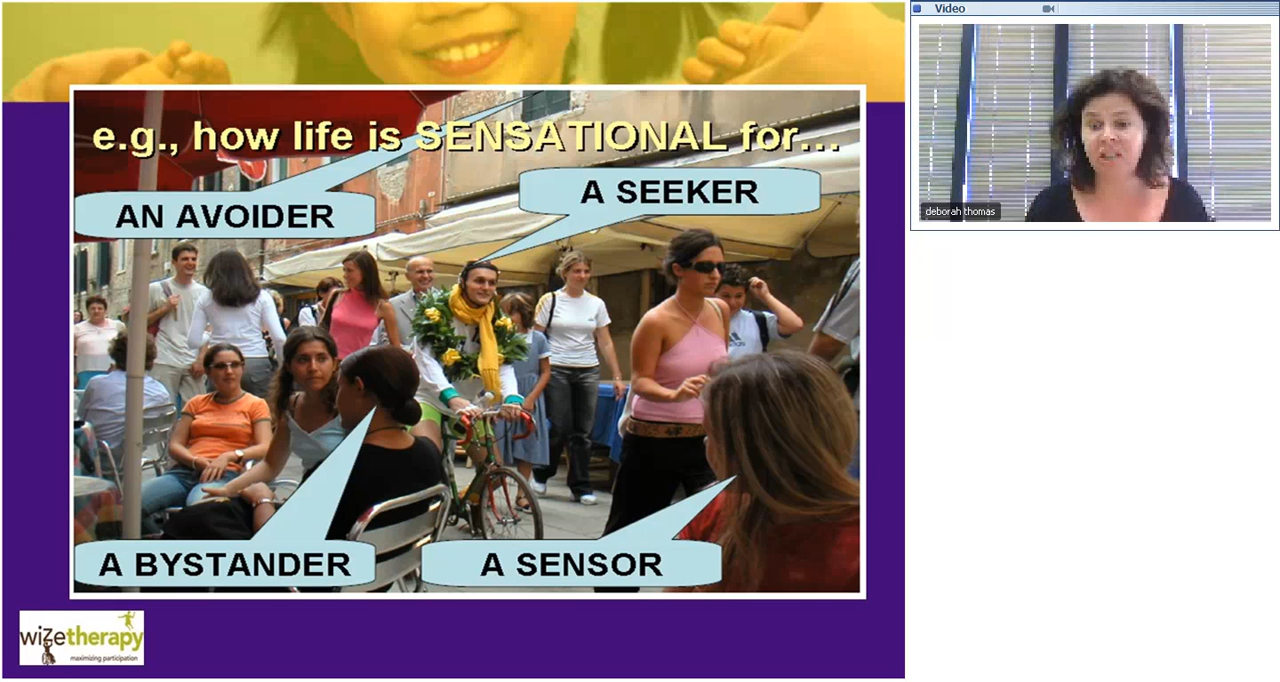 e.g., how life is SENSATIONAL for...
AN AVOIDER
A SEEKER
A BYSTANDER
A SENSOR
wizetherapy
maximizing participation
Video
deborah thomas